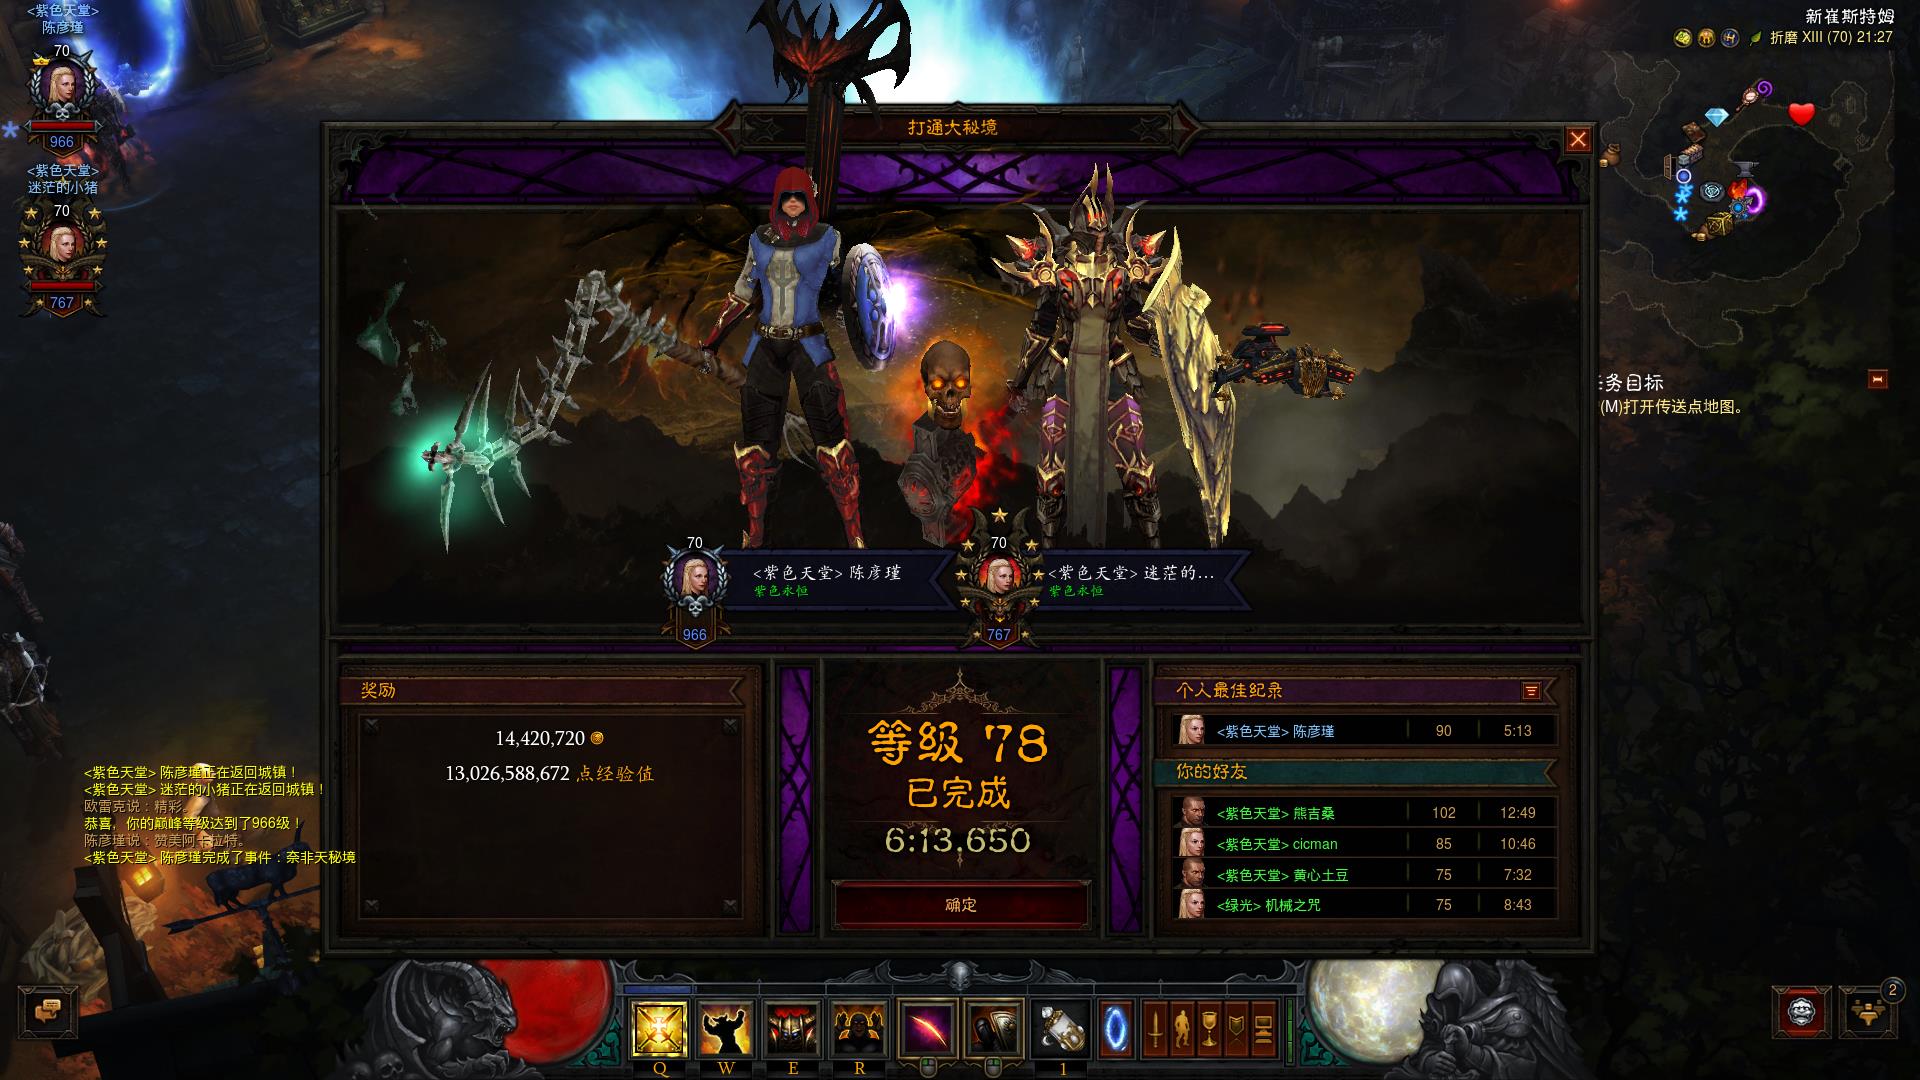 <紫色天堂>
陈彦瑾
70
966
<紫色天堂>
迷茫的小猪
70
767
新崔斯特姆
折磨 XIII (70) 21:27
打通大秘境
务目标
(M)打开传送点地图。
70
<紫色天堂> 陈彦瑾
紫色永恒
966
70
<紫色天堂> 迷茫的...
紫色永恒
767
奖励
14,420,720
13,026,588,672 点经验值
等级 78
已完成
6:13.650
确定
个人最佳纪录
<紫色天堂> 陈彦瑾 90 5:13
你的好友
<紫色天堂> 熊吉桑 102 12:49
<紫色天堂> cicman 85 10:46
<紫色天堂> 黄心土豆 75 7:32
<绿光> 机械之咒 75 8:43
<紫色天堂> 陈彦瑾正在返回城镇！
<紫色天堂> 迷茫的小猪正在返回城镇！
欧雷克说：精彩。
恭喜，你的巅峰等级达到了966级！
陈彦瑾说：赞美阿卡拉特。
<紫色天堂> 陈彦瑾完成了事件：奈非天秘境
Q W E R 1
2